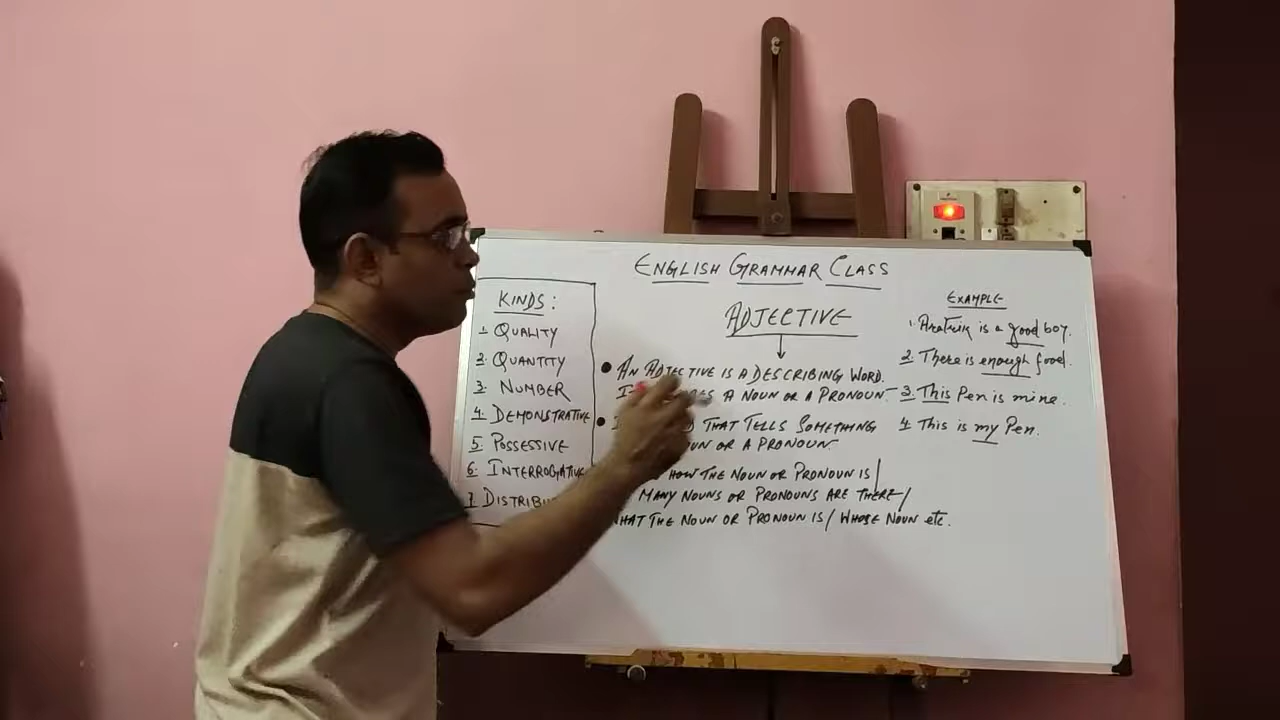 ENGLISH GRAMMAR CLASS
KINDS:
1. QUALITY
2. QUANTITY
3. NUMBER
4. DEMONSTRATIVE
5. POSSESSIVE
6. INTERROGATIVE
7. DISTRIBU
ADJECTIVE
AN ADJECTIVE IS A DESCRIBING WORD.
A NOUN OR A PRONOUN.
THAT TELLS SOMETHING
OR A PRONOUN.
HOW THE NOUN OR PRONOUN IS/
MANY NOUNS OR PRONOUNS ARE THERE/
WHAT THE NOUN OR PRONOUN IS/ WHOSE NOUN etc.
EXAMPLE
1. is a good boy.
2. There is enough food.
3. This Pen is mine.
4. This is my Pen.